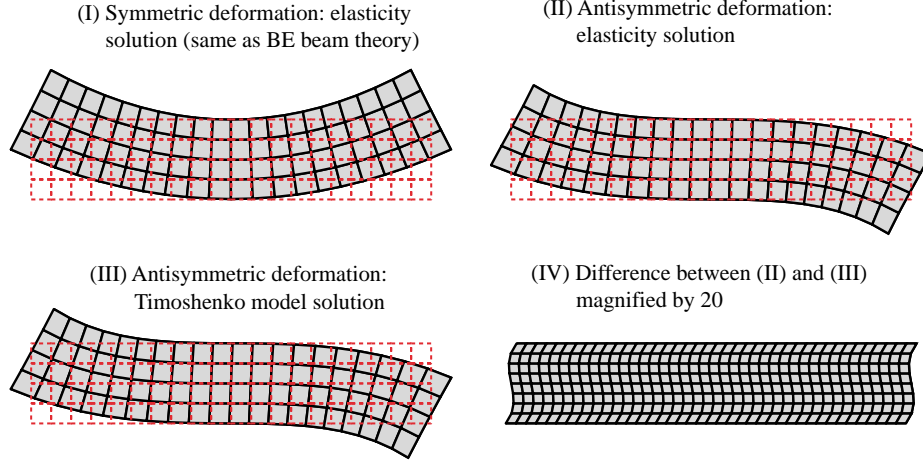 (I) Symmetric deformation: elasticity
solution (same as BE beam theory)
(II) Antisymmetric deformation:
elasticity solution
(III) Antisymmetric deformation:
Timoshenko model solution
(IV) Difference between (II) and (III)
magnified by 20